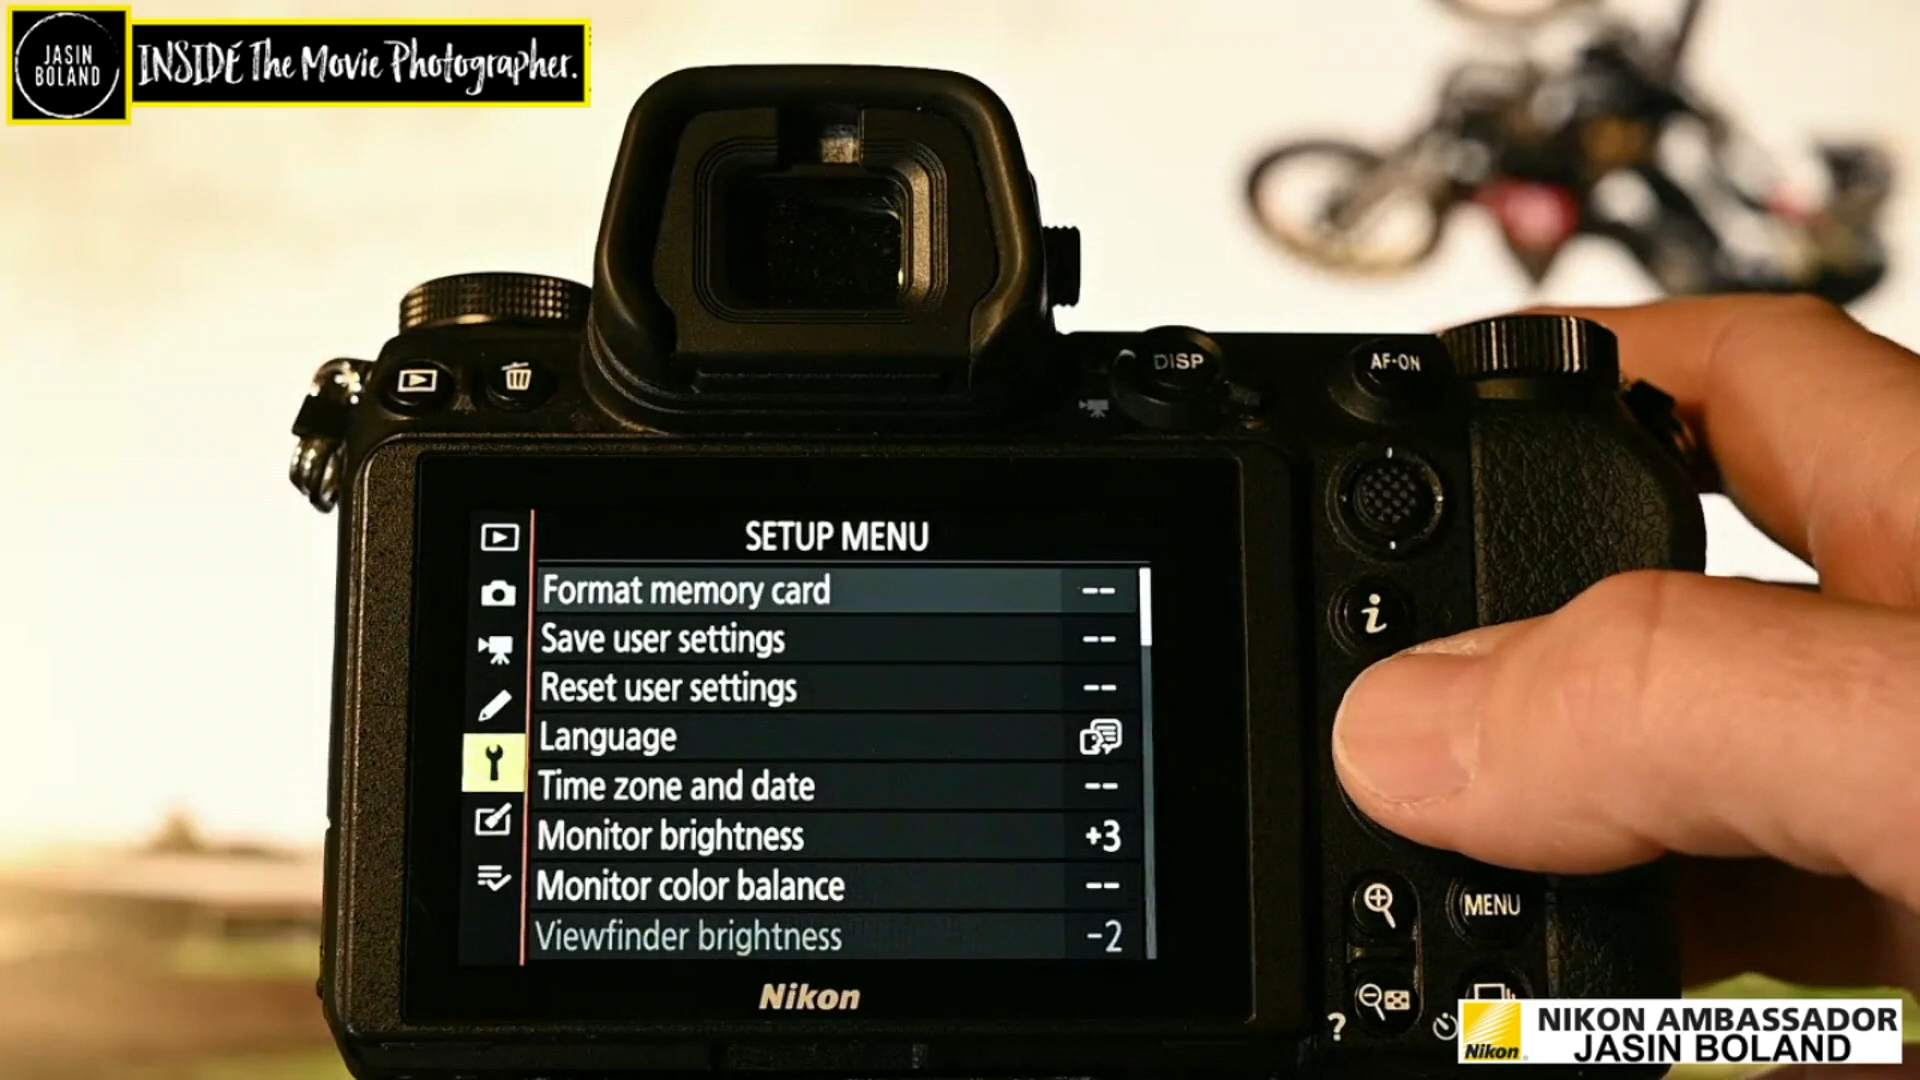 JASIN
BOLAND
INSIDE The Movie Photographer.
DISP
AF-ON
i
SETUP MENU
Format memory card --
Save user settings --
Reset user settings --
Language
Time zone and date --
Monitor brightness +3
Monitor color balance --
Viewfinder brightness -2
MENU
Nikon
?
Nikon
NIKON AMBASSADOR
JASIN BOLAND